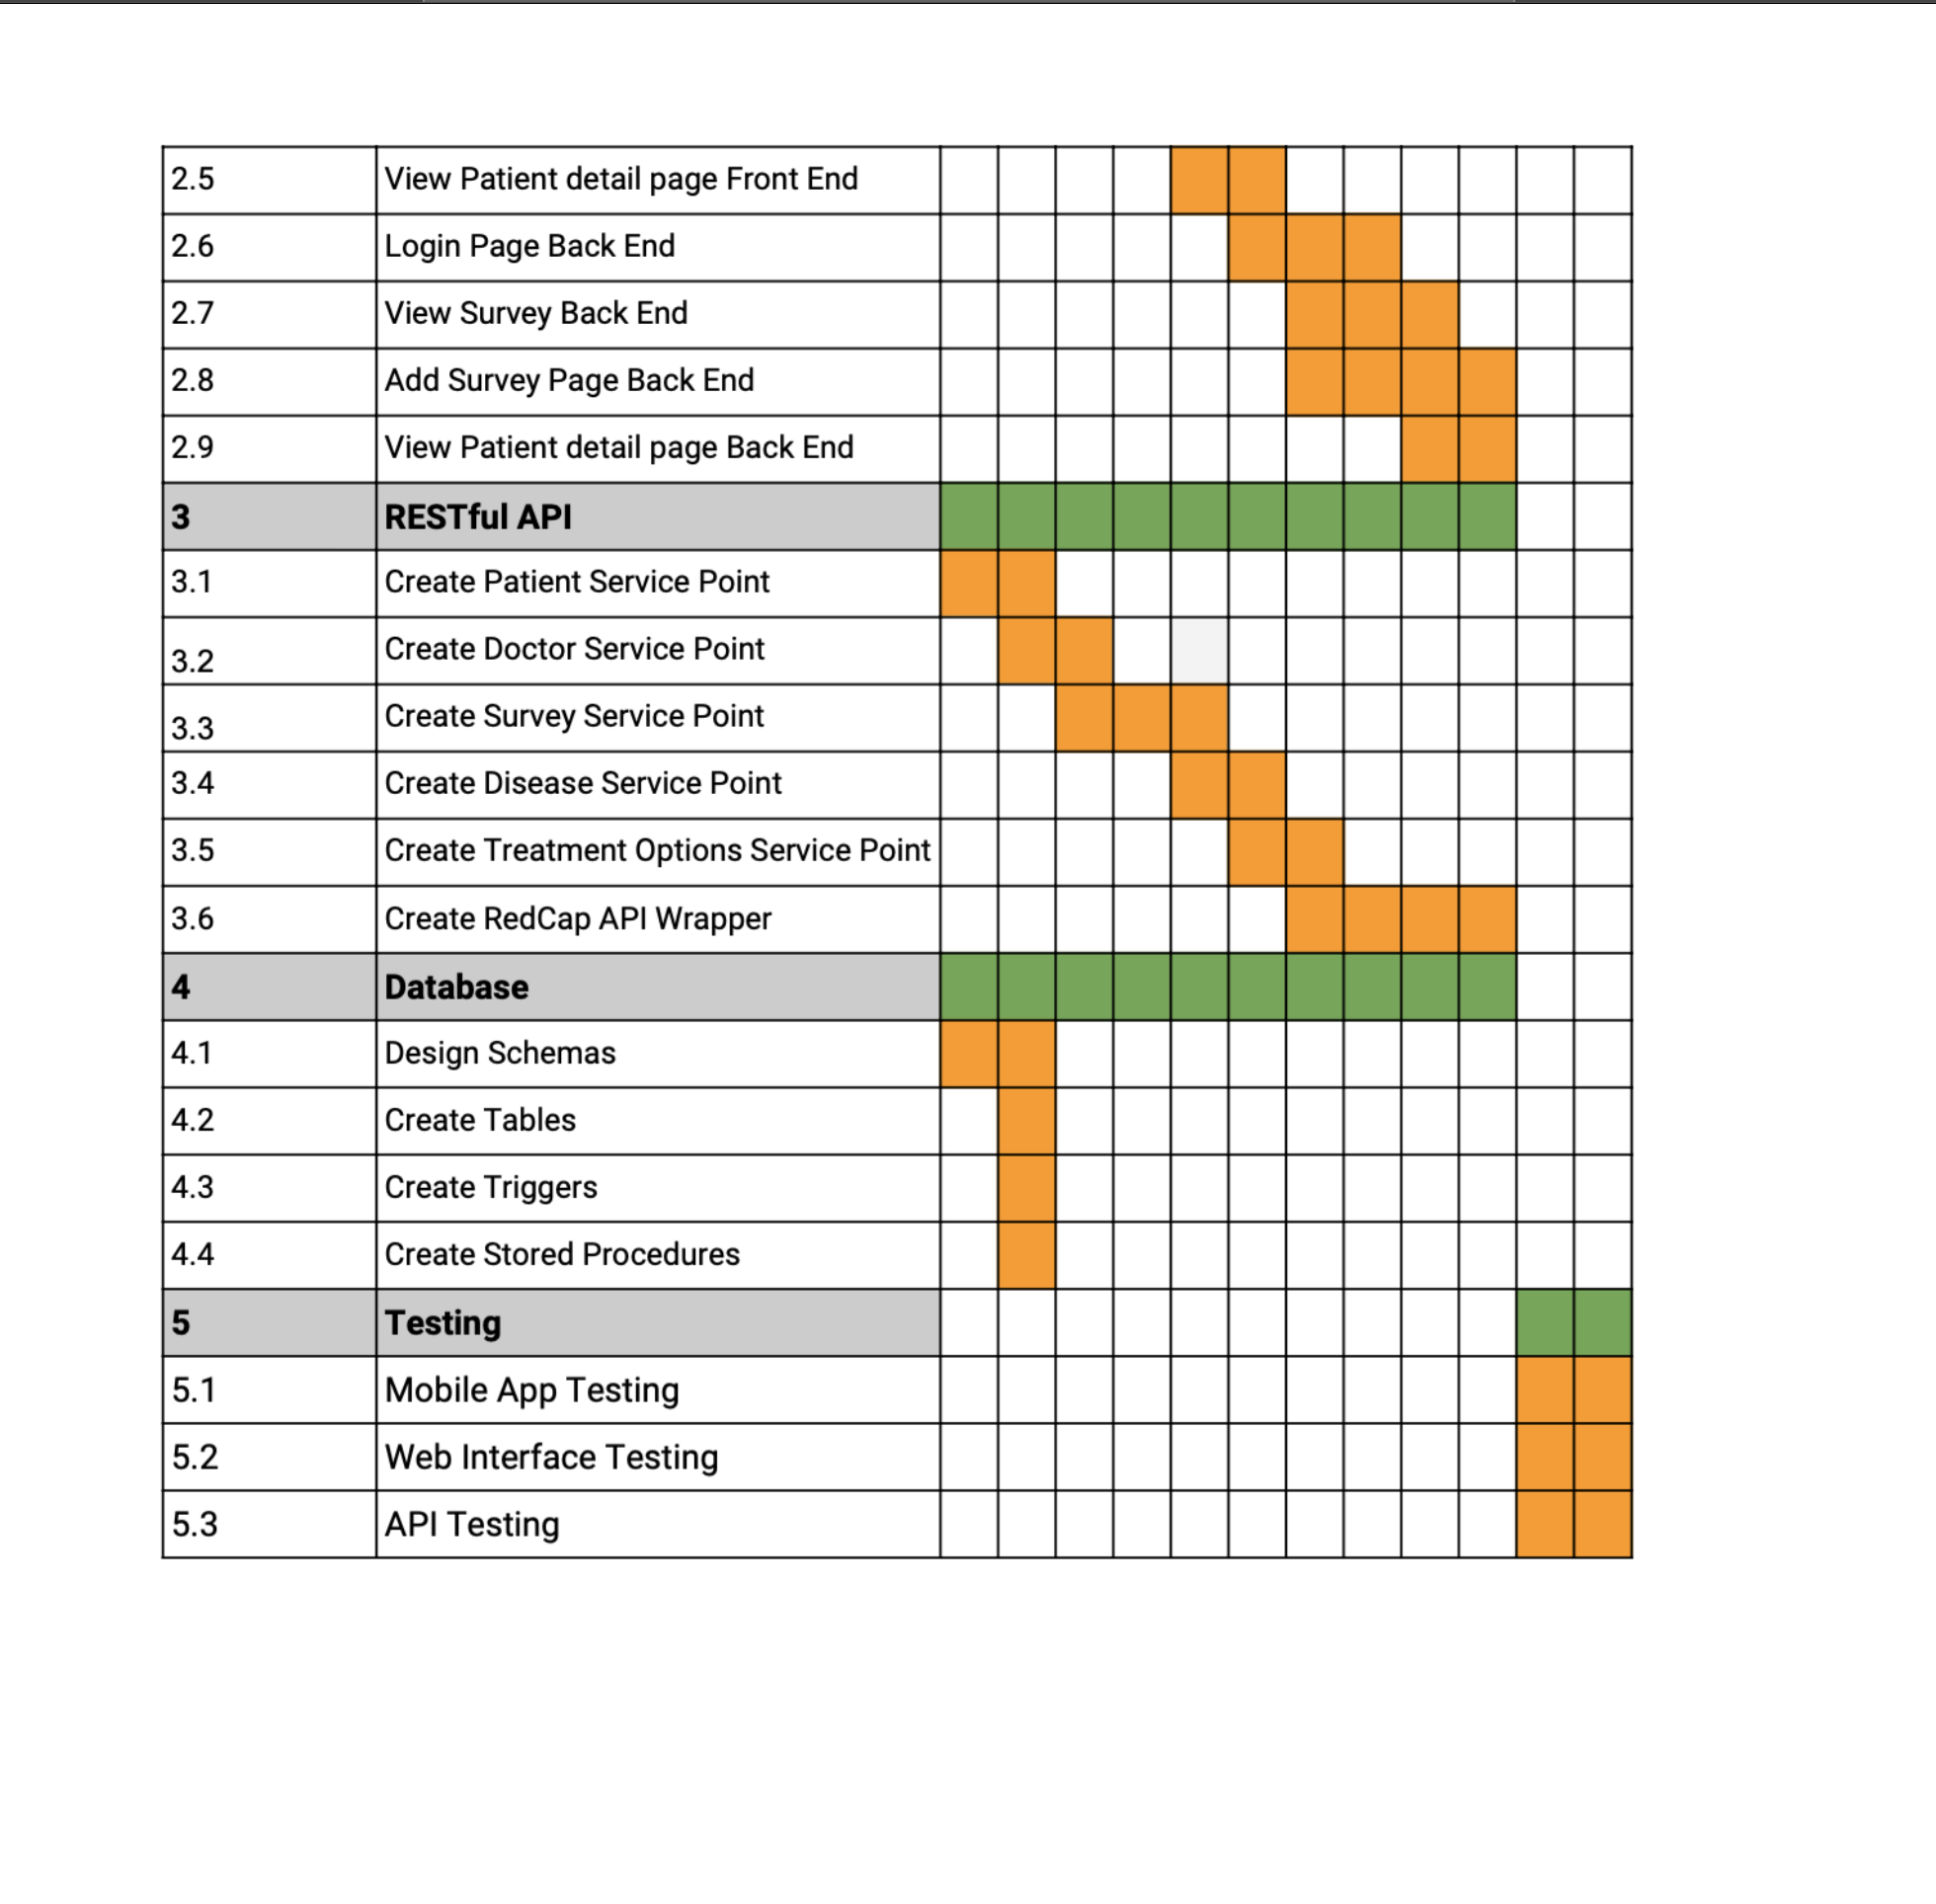 2.5 View Patient detail page Front End
2.6 Login Page Back End
2.7 View Survey Back End
2.8 Add Survey Page Back End
2.9 View Patient detail page Back End
3 RESTful API
3.1 Create Patient Service Point
3.2 Create Doctor Service Point
3.3 Create Survey Service Point
3.4 Create Disease Service Point
3.5 Create Treatment Options Service Point
3.6 Create RedCap API Wrapper
4 Database
4.1 Design Schemas
4.2 Create Tables
4.3 Create Triggers
4.4 Create Stored Procedures
5 Testing
5.1 Mobile App Testing
5.2 Web Interface Testing
5.3 API Testing